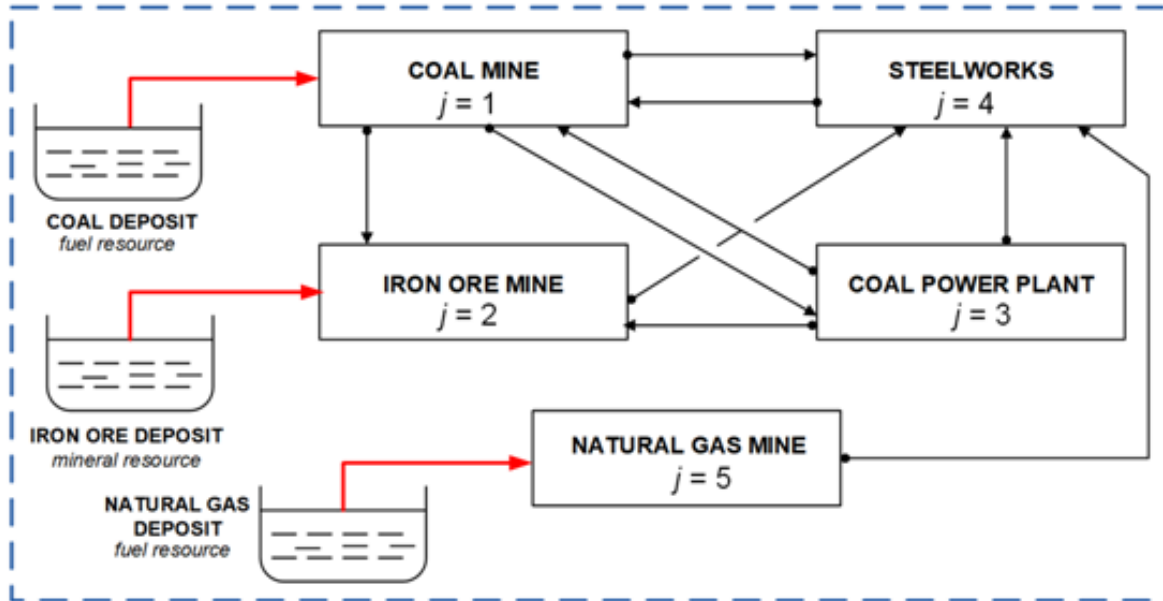 COAL MINE
j = 1
STEELWORKS
j = 4
COAL DEPOSIT
fuel resource
IRON ORE MINE
j = 2
COAL POWER PLANT
j = 3
IRON ORE DEPOSIT
mineral resource
NATURAL GAS MINE
j = 5
NATURAL GAS
DEPOSIT
fuel resource